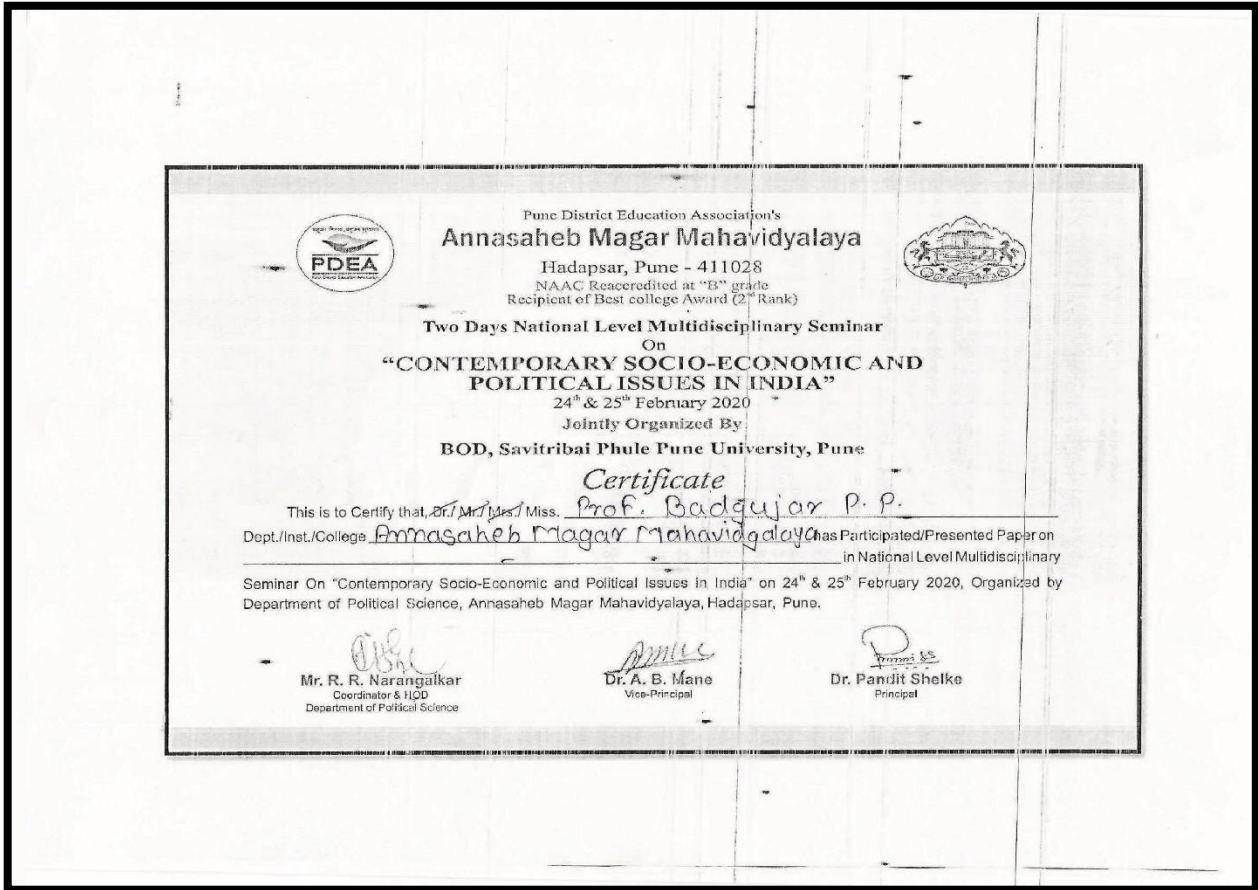 Pune District Education Association's
Annasaheb Magar Mahavidyalaya
PDEA
Hadapsar, Pune - 411028
NAAC Reaccredited at "B" grade
Recipient of Best college Award (2nd Rank)
Two Days National Level Multidisciplinary Seminar
On
"CONTEMPORARY SOCIO-ECONOMIC AND
POLITICAL ISSUES IN INDIA"
24th & 25th February 2020
Jointly Organized By
BOD, Savitribai Phule Pune University, Pune
Certificate
This is to Certify that, Dr./ Mr./ Mrs./ Miss. Prof. Badgujar P. P.
Dept./Inst./College Annasaheb Magar Mahavidgalaya has Participated/Presented Paper on
in National Level Multidisciplinary
Seminar On "Contemporary Socio-Economic and Political Issues in India" on 24th & 25th February 2020, Organized by
Department of Political Science, Annasaheb Magar Mahavidyalaya, Hadapsar, Pune.
Mr. R. R. Narangalkar
Coordinator & HOD
Department of Political Science
Dr. A. B. Mane
Vice-Principal
Dr. Pandit Shelke
Principal